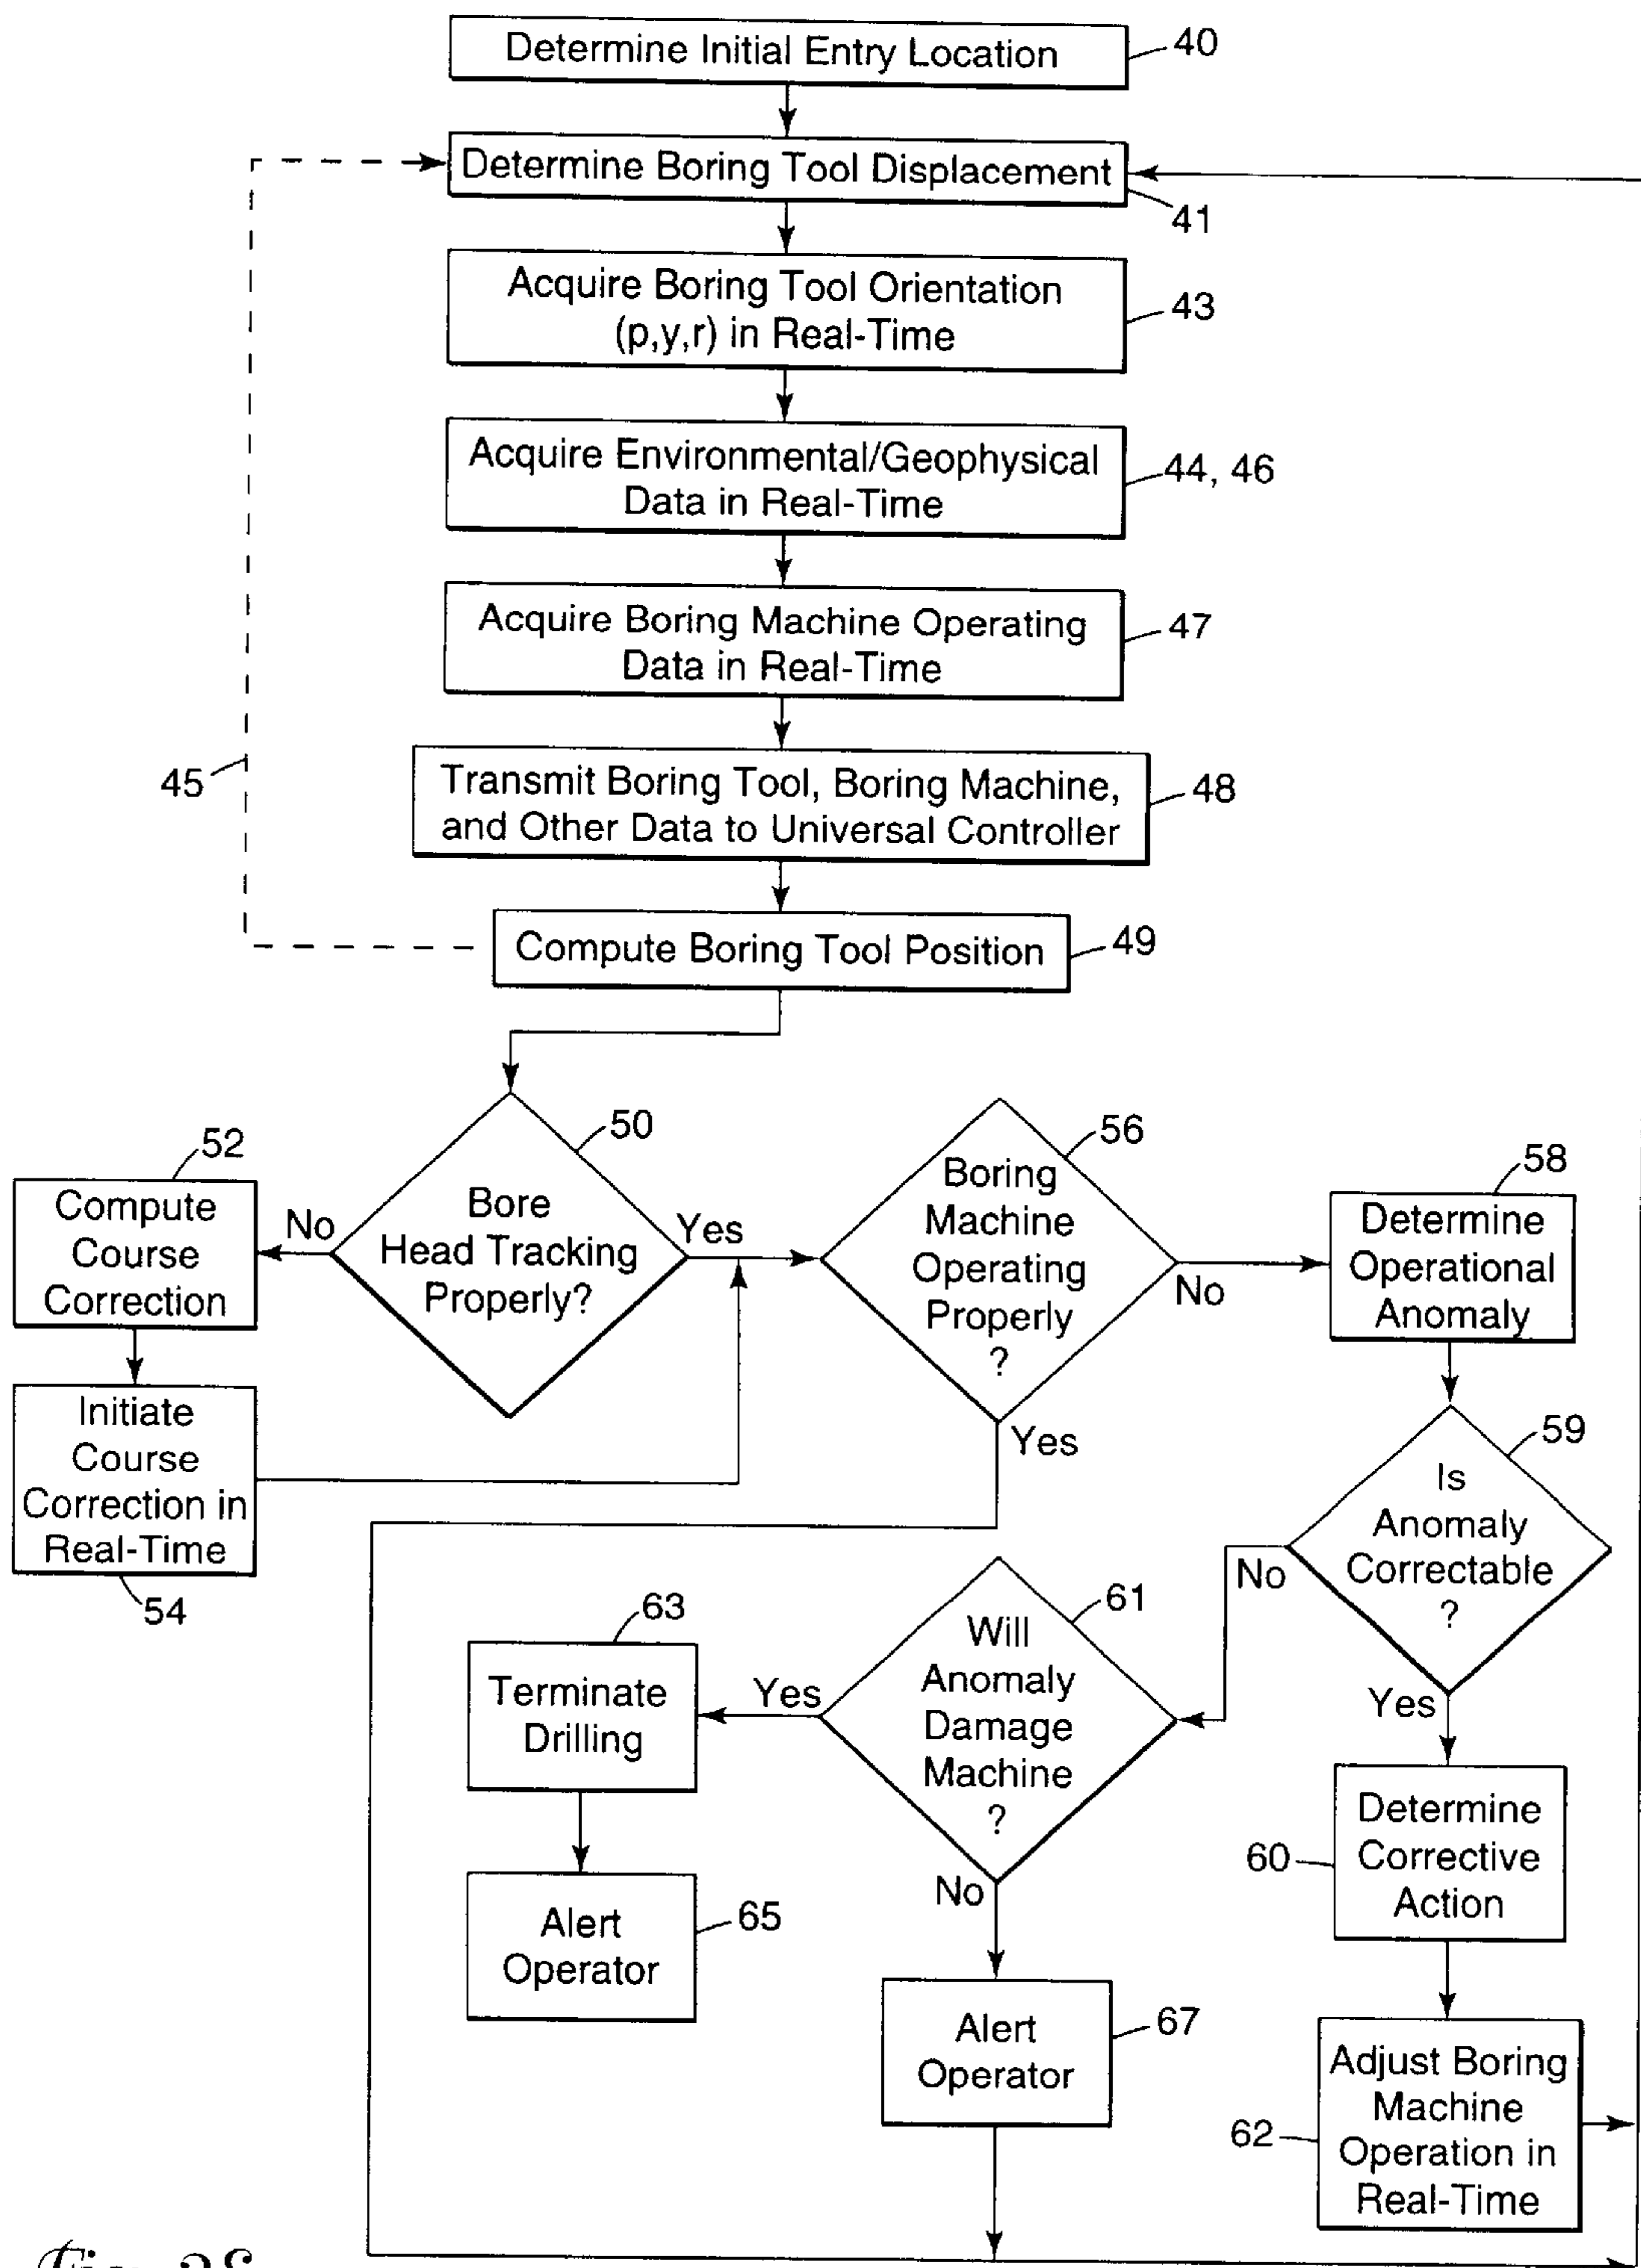 Determine Initial Entry Location
40
Determine Boring Tool Displacement
41
Acquire Boring Tool Orientation
(p,y,r) in Real-Time
43
Acquire Environmental/Geophysical
Data in Real-Time
44, 46
Acquire Boring Machine Operating
Data in Real-Time
47
45
Transmit Boring Tool, Boring Machine,
and Other Data to Universal Controller
48
Compute Boring Tool Position
49
50
Bore
Head Tracking
Properly?
No
Yes
52
Compute
Course
Correction
Initiate
Course
Correction in
Real-Time
54
56
Boring
Machine
Operating
Properly
?
No
Yes
58
Determine
Operational
Anomaly
59
Is
Anomaly
Correctable
?
No
Yes
61
Will
Anomaly
Damage
Machine
?
Yes
No
63
Terminate
Drilling
Alert
Operator
65
Alert
Operator
67
60
Determine
Corrective
Action
62
Adjust Boring
Machine
Operation in
Real-Time